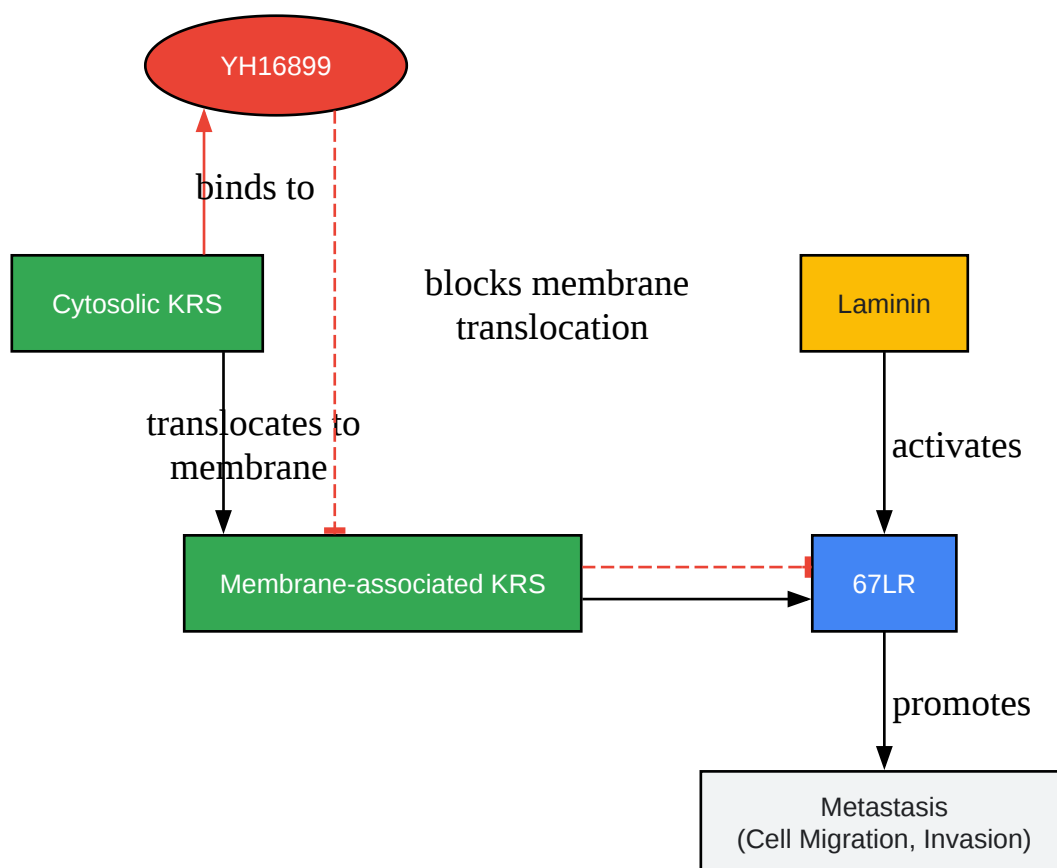 YH16899
binds to
Cytosolic KRS
blocks membrane
translocation
Laminin
translocates to
membrane
activates
Membrane-associated KRS
67LR
promotes
Metastasis
(Cell Migration, Invasion)